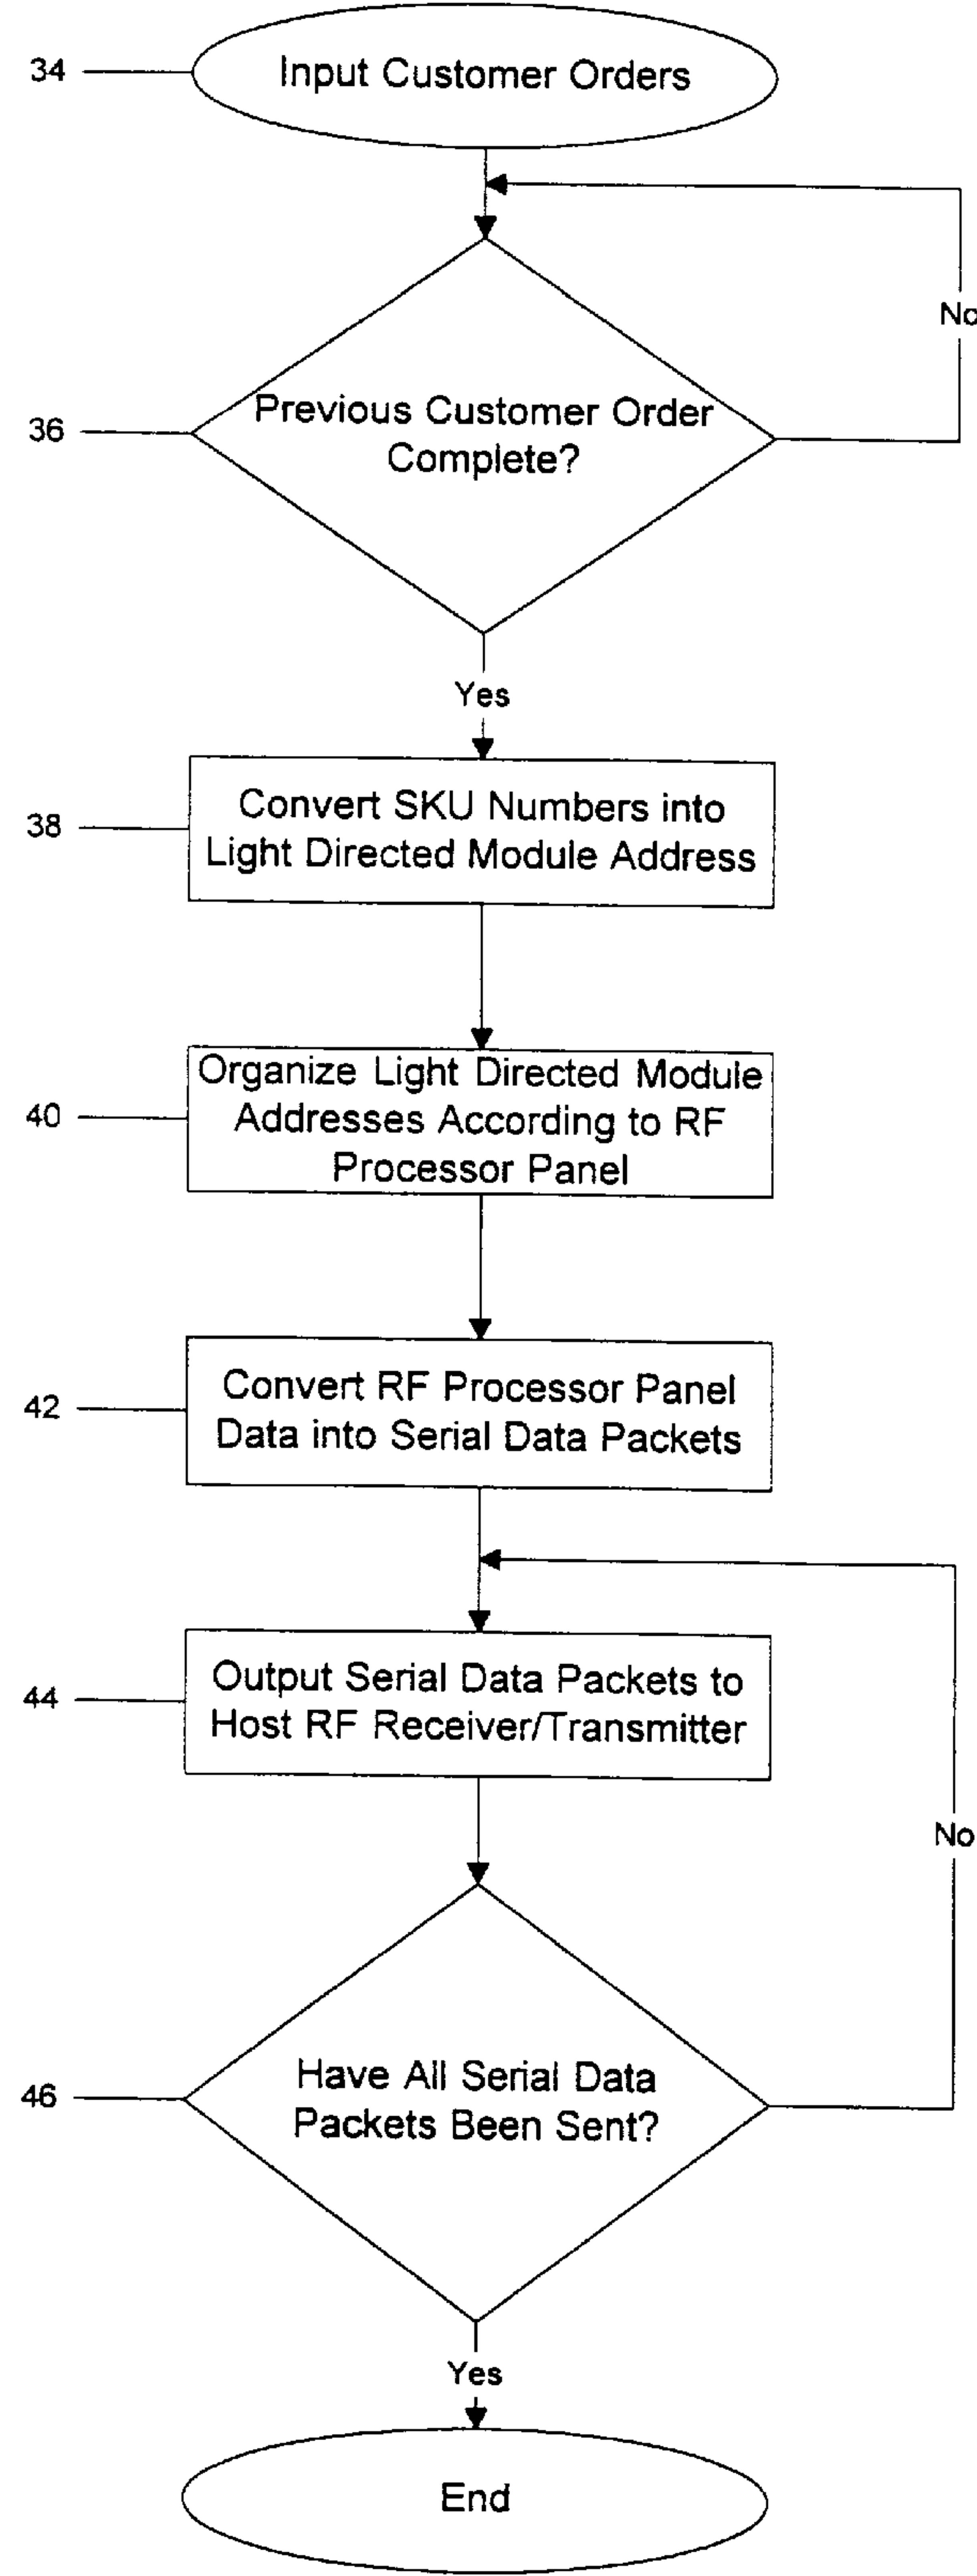 34
Input Customer Orders
No
36
Previous Customer Order
Complete?
Yes
38
Convert SKU Numbers into
Light Directed Module Address
40
Organize Light Directed Module
Addresses According to RF
Processor Panel
42
Convert RF Processor Panel
Data into Serial Data Packets
44
Output Serial Data Packets to
Host RF Receiver/Transmitter
No
46
Have All Serial Data
Packets Been Sent?
Yes
End